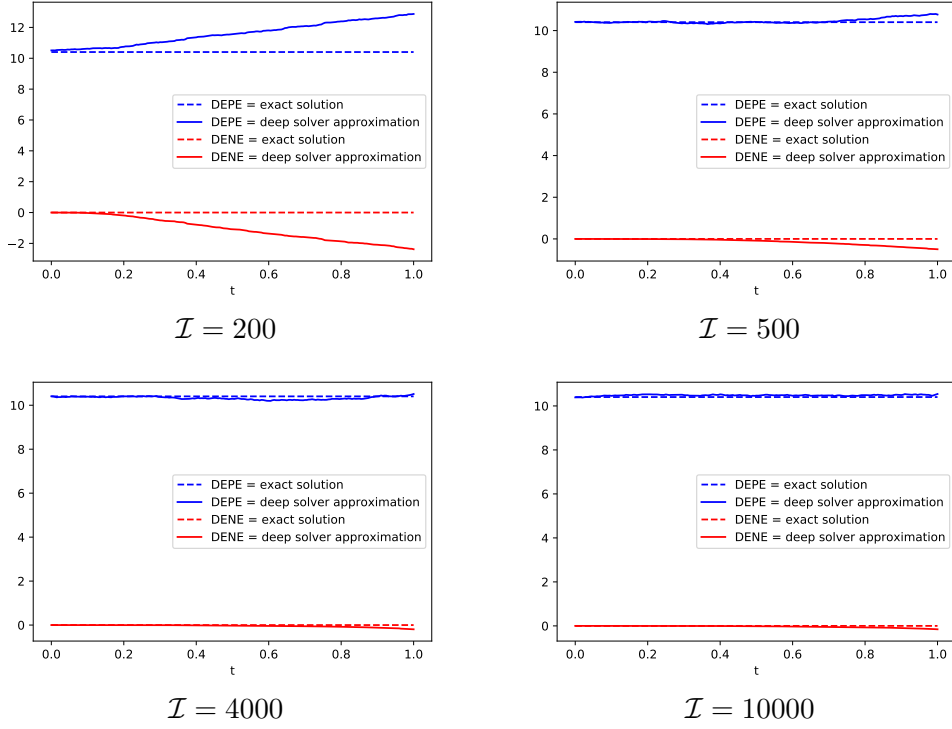 12
10
8
6
4
2
0
−2
DEPE = exact solution
DEPE = deep solver approximation
DENE = exact solution
DENE = deep solver approximation
0.0 0.2 0.4 0.6 0.8 1.0
t
I = 200
10
8
6
4
2
0
DEPE = exact solution
DEPE = deep solver approximation
DENE = exact solution
DENE = deep solver approximation
0.0 0.2 0.4 0.6 0.8 1.0
t
I = 500
10
8
6
4
2
0
DEPE = exact solution
DEPE = deep solver approximation
DENE = exact solution
DENE = deep solver approximation
0.0 0.2 0.4 0.6 0.8 1.0
t
I = 4000
10
8
6
4
2
0
DEPE = exact solution
DEPE = deep solver approximation
DENE = exact solution
DENE = deep solver approximation
0.0 0.2 0.4 0.6 0.8 1.0
t
I = 10000